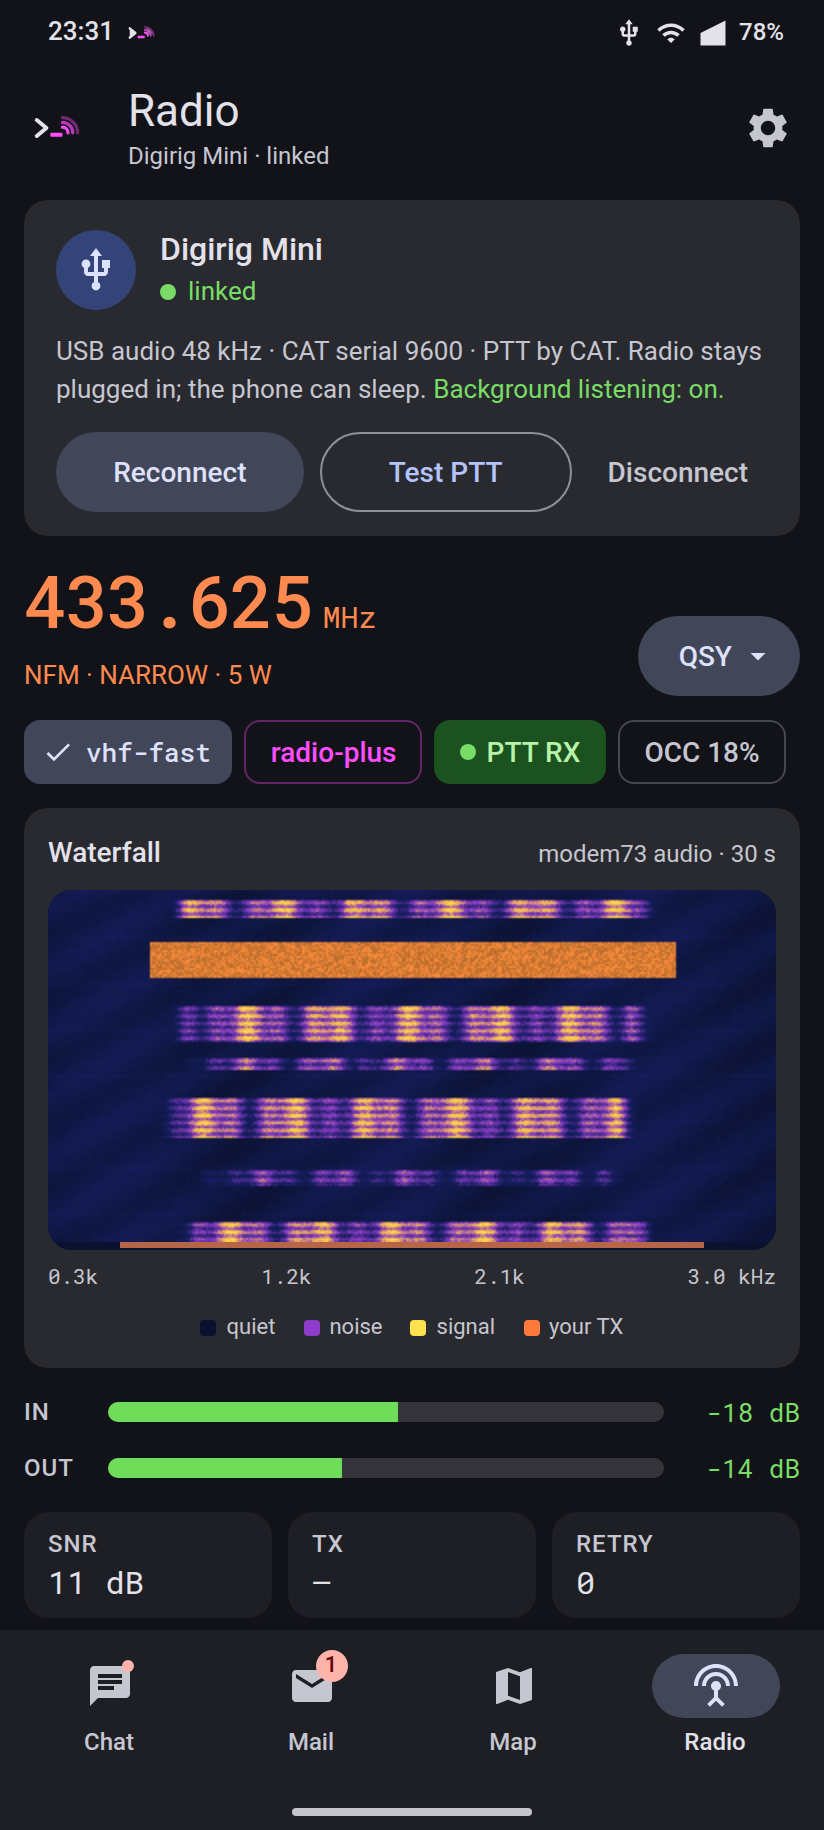 23:31
78%
Radio
Digirig Mini · linked
Digirig Mini
linked
USB audio 48 kHz · CAT serial 9600 · PTT by CAT. Radio stays
plugged in; the phone can sleep. Background listening: on.
Reconnect
Test PTT
Disconnect
433.625 MHz
NFM · NARROW · 5 W
QSY
vhf-fast
radio-plus
PTT RX
OCC 18%
Waterfall
modem73 audio · 30 s
0.3k
1.2k
2.1k
3.0 kHz
quiet
noise
signal
your TX
IN
-18 dB
OUT
-14 dB
SNR
11 dB
TX
—
RETRY
0
1
Chat
Mail
Map
Radio